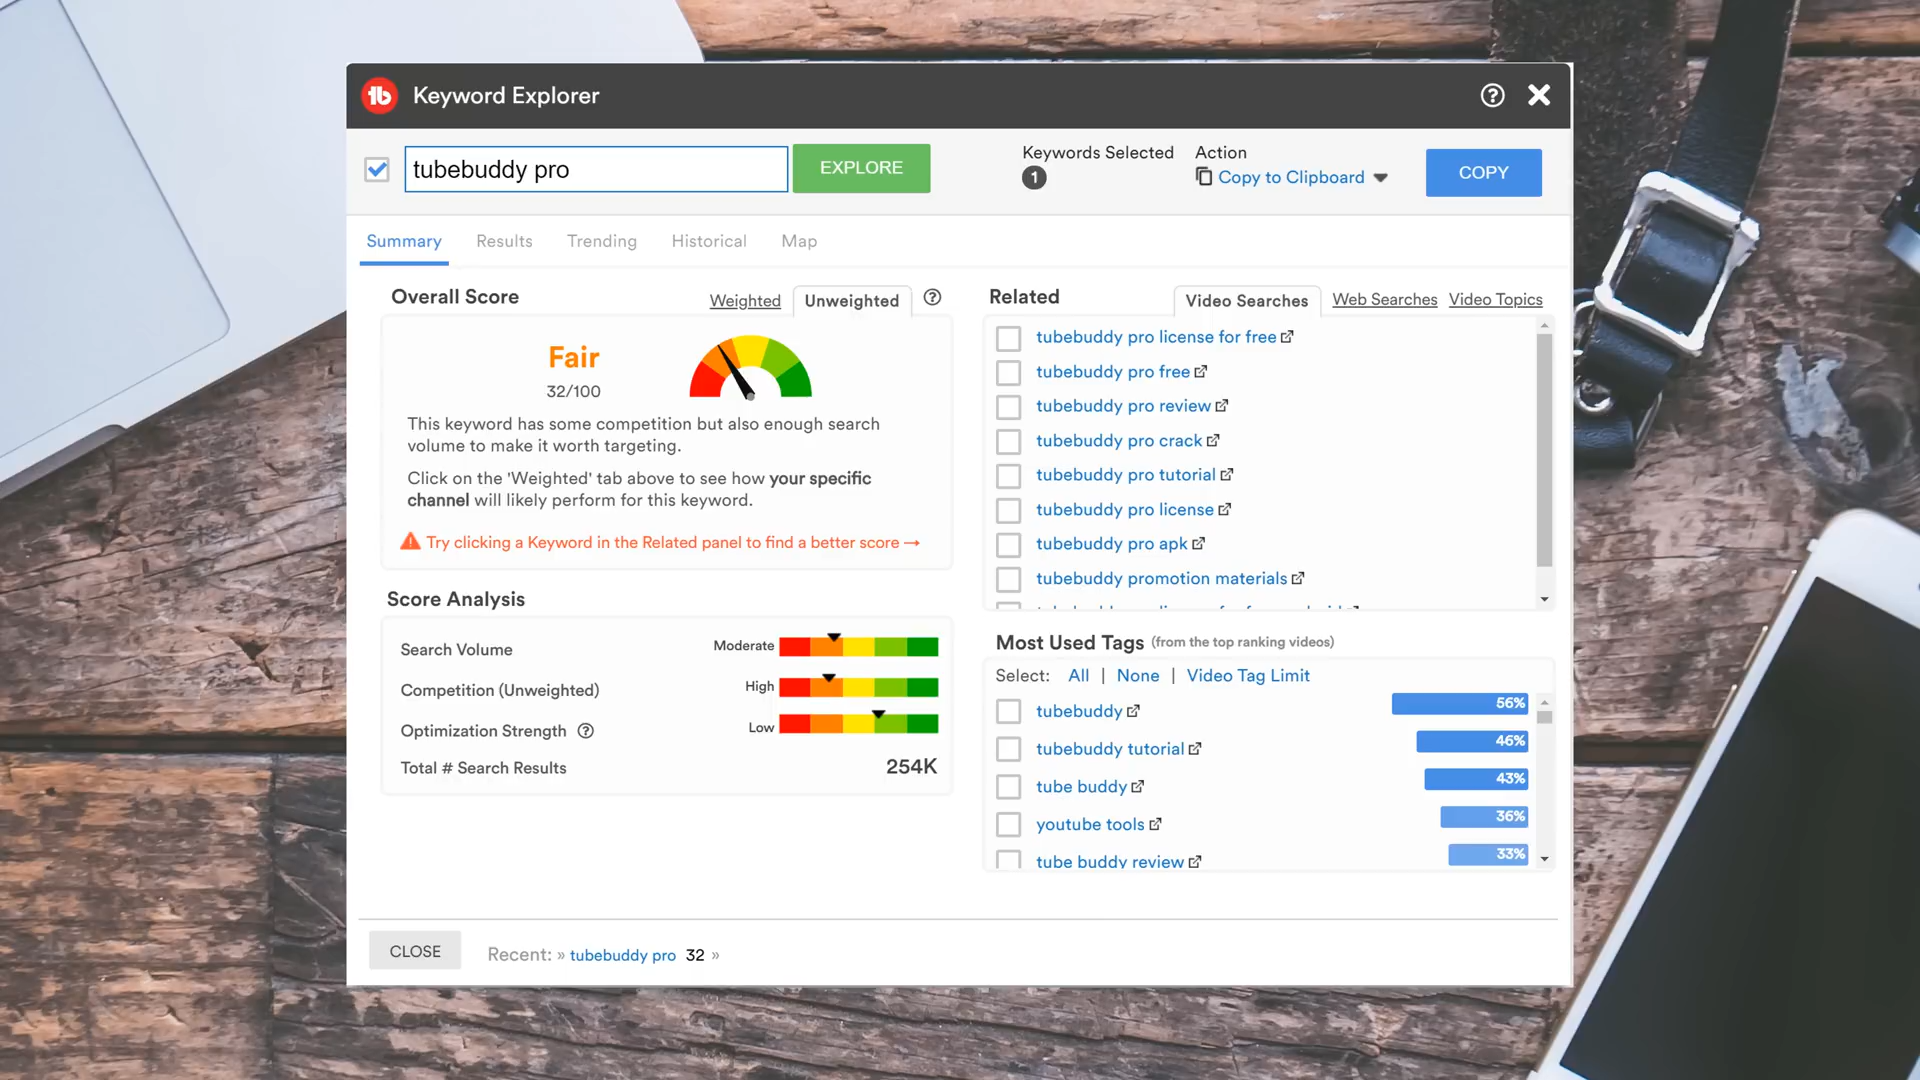 tb Keyword Explorer
tubebuddy pro
EXPLORE
Keywords Selected
1
Action
Copy to Clipboard
COPY
Summary Results Trending Historical Map
Overall Score
Weighted Unweighted
Fair
32/100
This keyword has some competition but also enough search
volume to make it worth targeting.
Click on the 'Weighted' tab above to see how your specific
channel will likely perform for this keyword.
Try clicking a Keyword in the Related panel to find a better score →
Score Analysis
Search Volume Moderate
Competition (Unweighted) High
Optimization Strength Low
Total # Search Results 254K
Related
Video Searches Web Searches Video Topics
tubebuddy pro license for free
tubebuddy pro free
tubebuddy pro review
tubebuddy pro crack
tubebuddy pro tutorial
tubebuddy pro license
tubebuddy pro apk
tubebuddy promotion materials
Most Used Tags (from the top ranking videos)
Select: All | None | Video Tag Limit
tubebuddy 56%
tubebuddy tutorial 46%
tube buddy 43%
youtube tools 36%
tube buddy review 33%
CLOSE
Recent: » tubebuddy pro 32 »